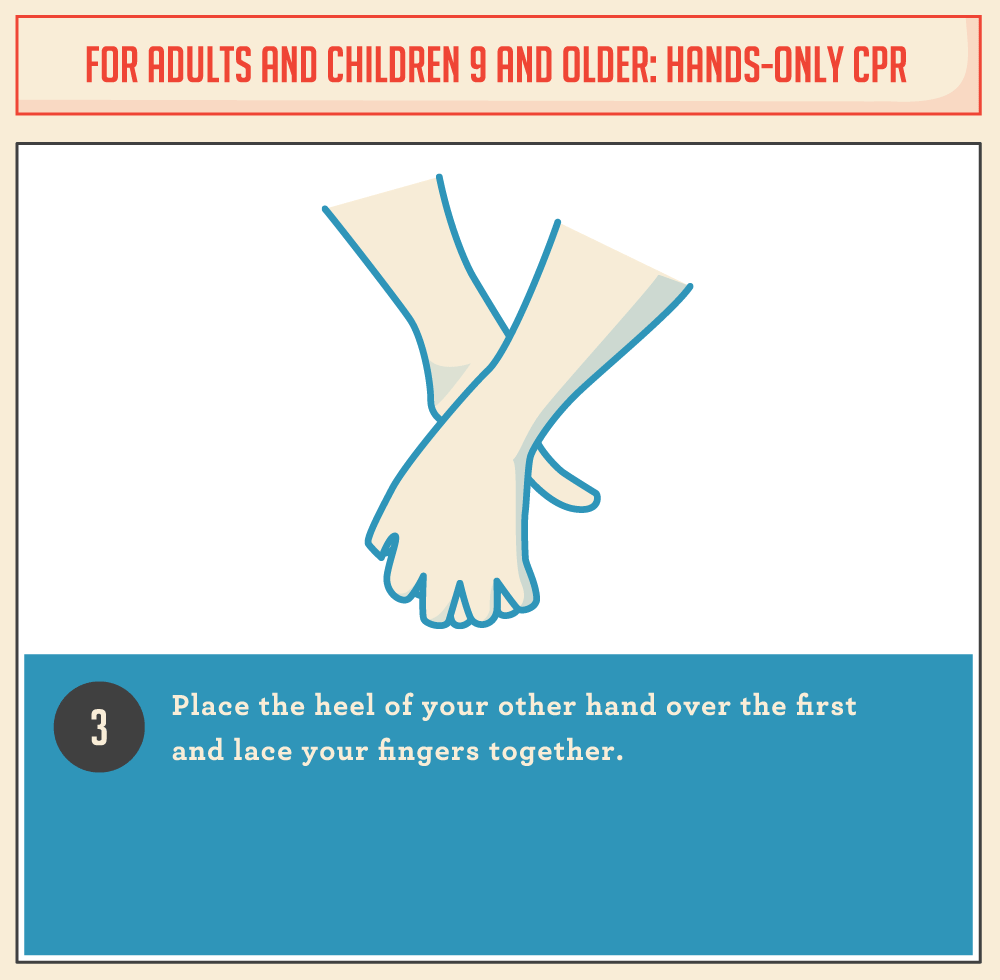 FOR ADULTS AND CHILDREN 9 AND OLDER: HANDS-ONLY CPR
3
Place the heel of your other hand over the first
and lace your fingers together.